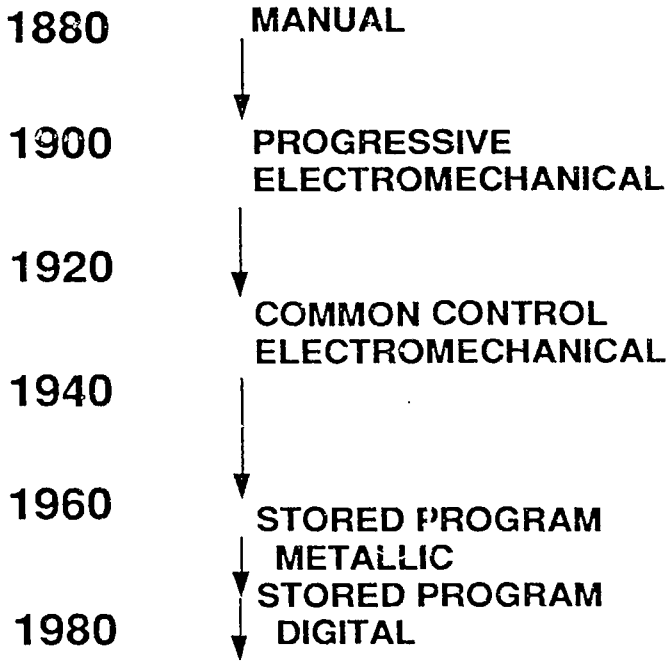 1880 MANUAL
1900 PROGRESSIVE
ELECTROMECHANICAL
1920
COMMON CONTROL
ELECTROMECHANICAL
1940
1960
STORED PROGRAM
METALLIC
STORED PROGRAM
1980 DIGITAL